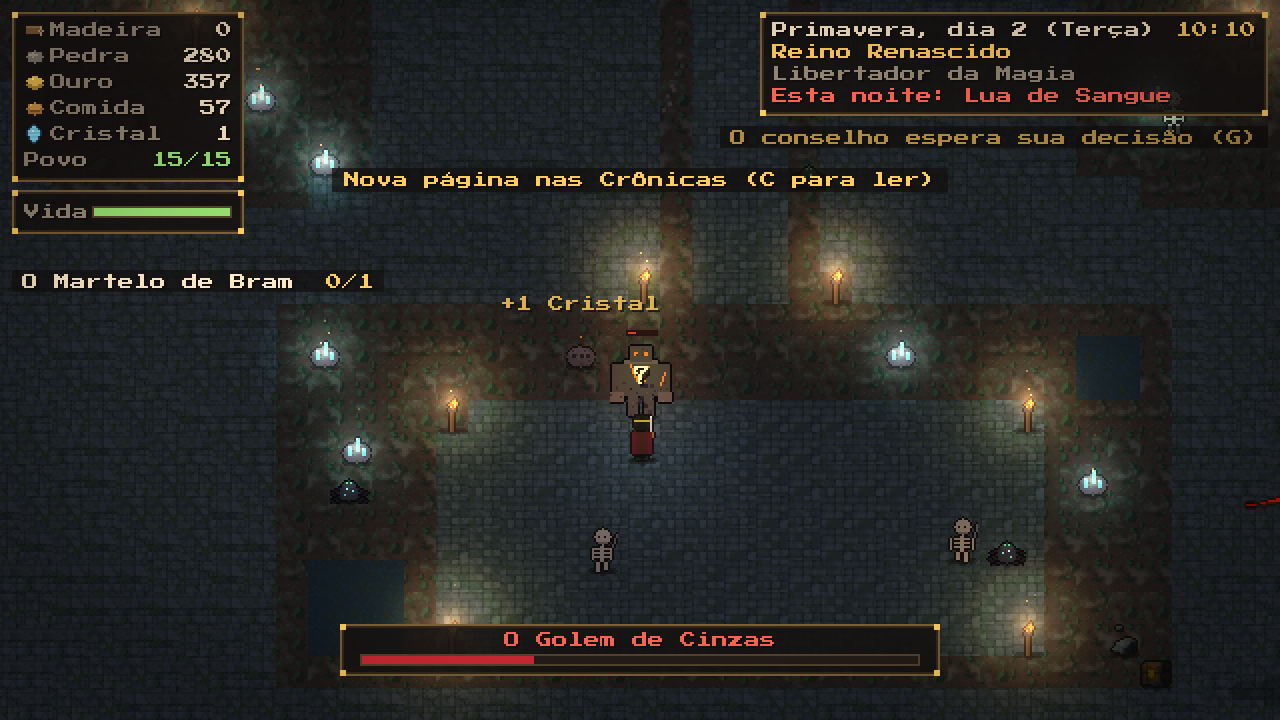 Madeira 0
Pedra 280
Ouro 357
Comida 57
Cristal 1
Povo 15/15
Vida
Primavera, dia 2 (Terça) 10:10
Reino Renascido
Libertador da Magia
Esta noite: Lua de Sangue
O conselho espera sua decisão (G)
Nova página nas Crônicas (C para ler)
O Martelo de Bram 0/1
+1 Cristal
O Golem de Cinzas